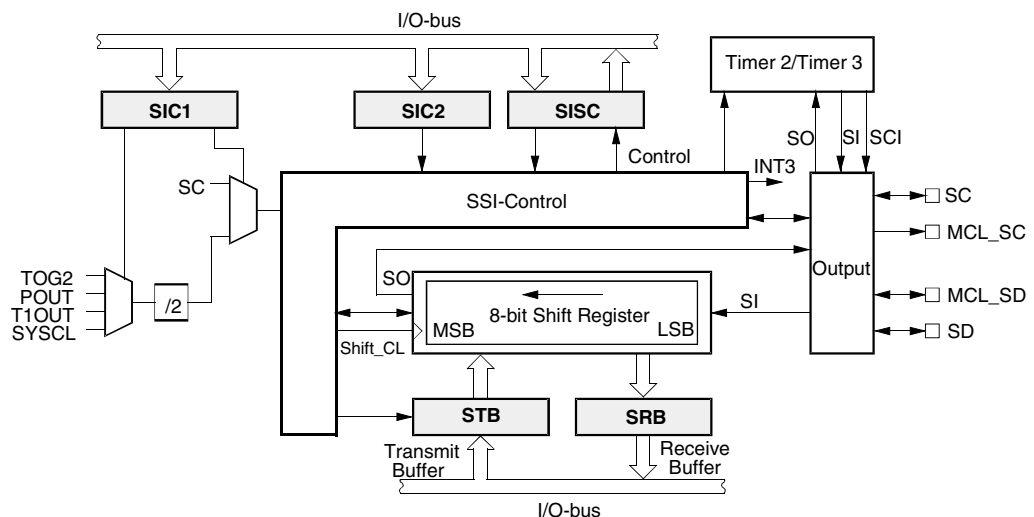 I/O-bus
Timer 2/Timer 3
SIC1
SIC2
SISC
SO
SI
SCI
Control
INT3
SC
SSI-Control
SC
MCL_SC
Output
TOG2
POUT
T1OUT
SYSCL
/2
SO
SI
8-bit Shift Register
MSB
LSB
MCL_SD
SD
Shift_CL
STB
SRB
Transmit
Buffer
Receive
Buffer
I/O-bus